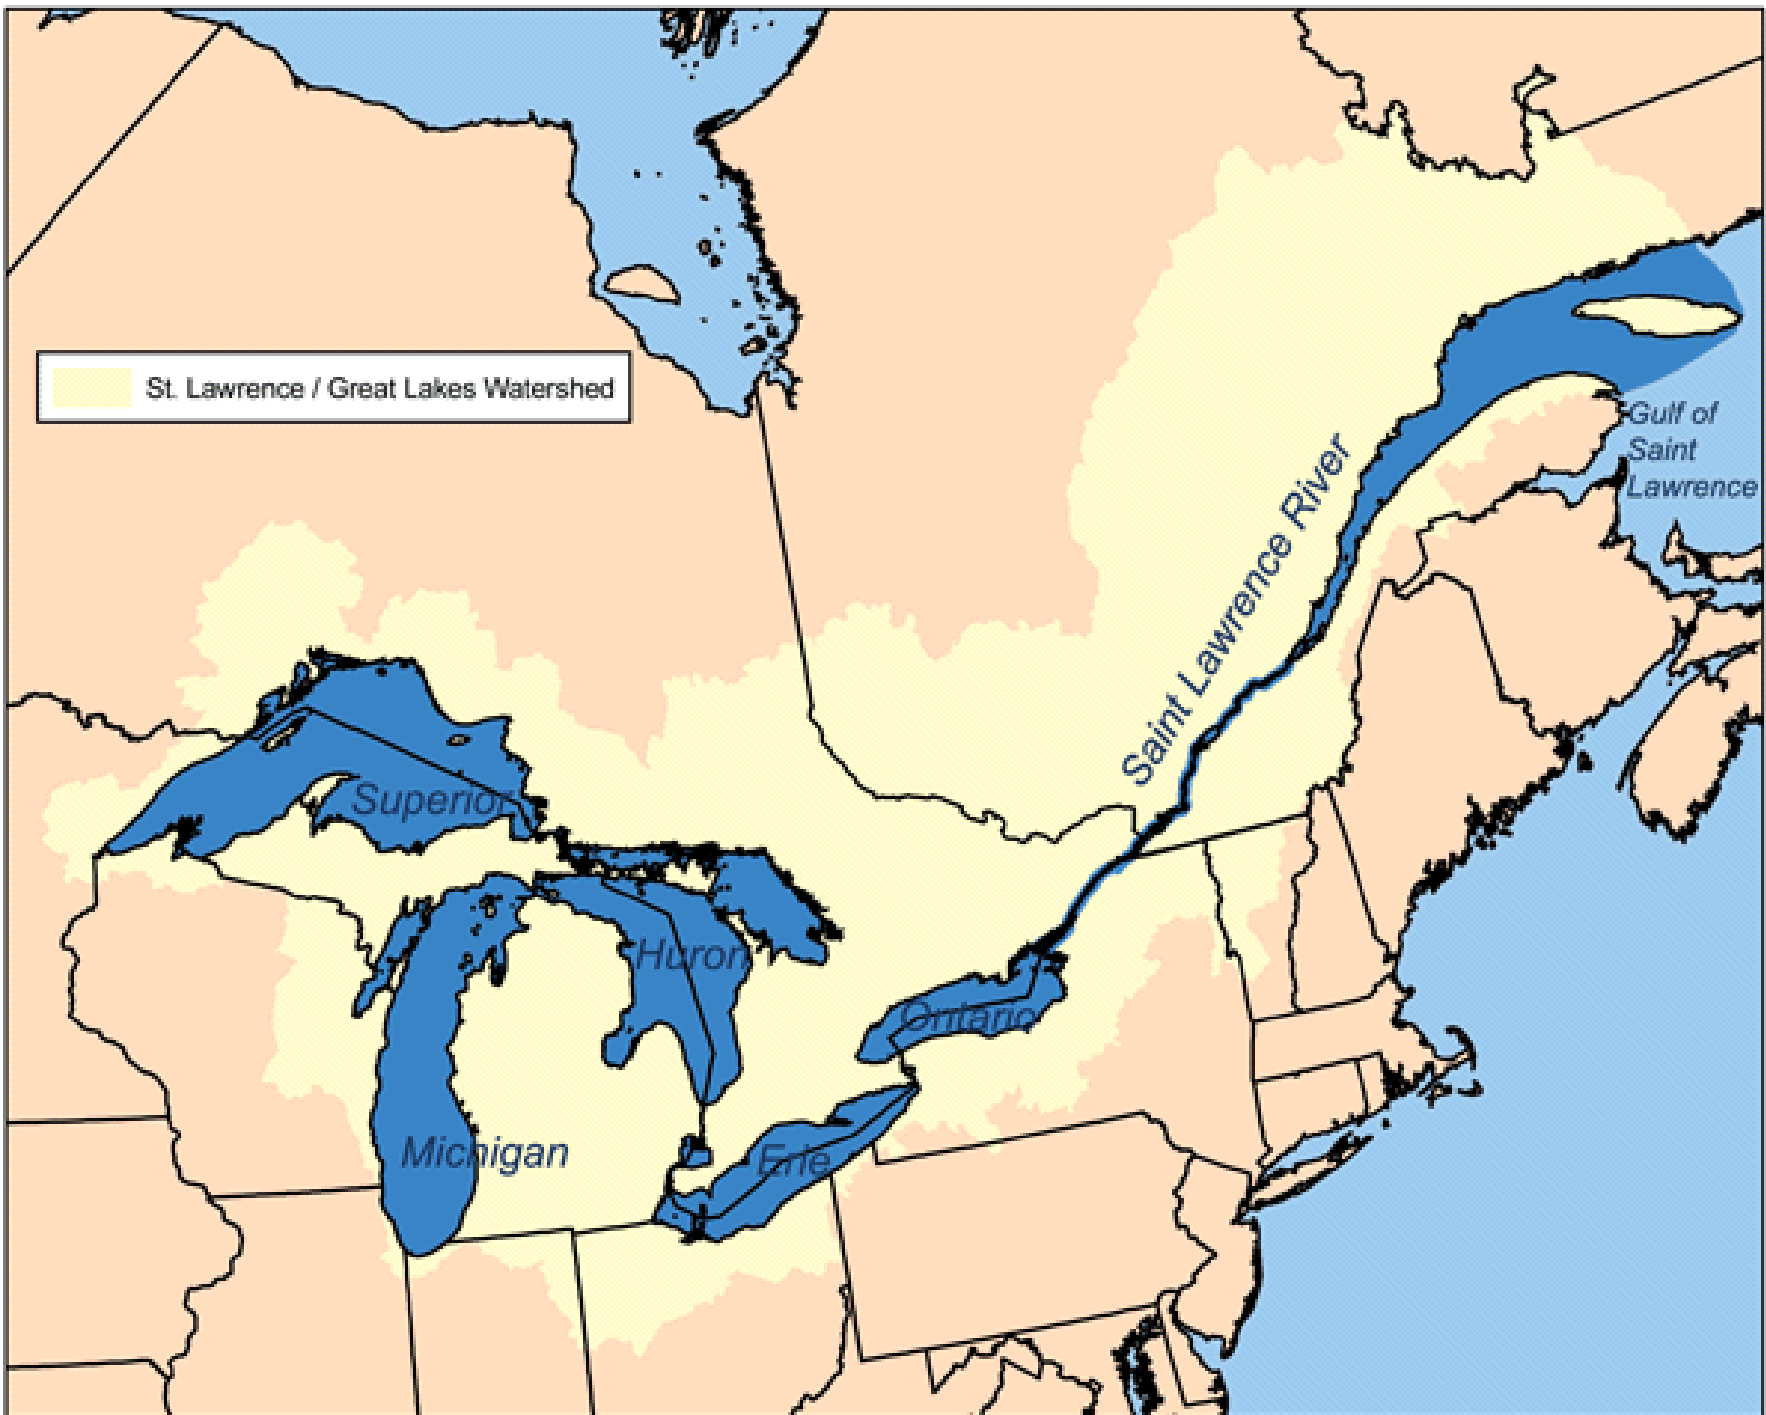 St. Lawrence / Great Lakes Watershed
Gulf of
Saint
Lawrence
Saint Lawrence River
Superior
Huron
Ontario
Michigan
Erie